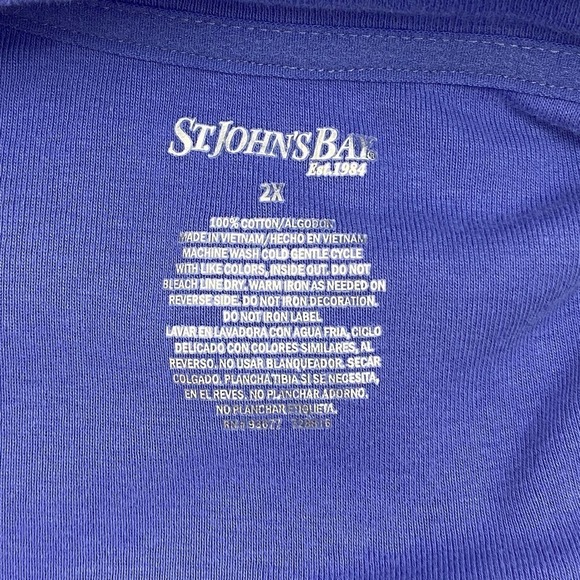 ST JOHN'S BAY
Est. 1984
2X
100% COTTON/ALGODON
MADE IN VIETNAM/HECHO EN VIETNAM
MACHINE WASH COLD GENTLE CYCLE
WITH LIKE COLORS, INSIDE OUT. DO NOT
BLEACH LINE DRY. WARM IRON AS NEEDED ON
REVERSE SIDE. DO NOT IRON DECORATION.
DO NOT IRON LABEL
LAVAR EN LAVADORA CON AGUA FRIA, CICLO
DELICADO CON COLORES SIMILARES, AL
REVERSO. NO USAR BLANQUEADOR. SECAR
COLGADO. PLANCHA TIBIA SI SE NECESITA,
EN EL REVES. NO PLANCHAR ADORNO.
NO PLANCHAR ETIQUETA.
RN# 93677